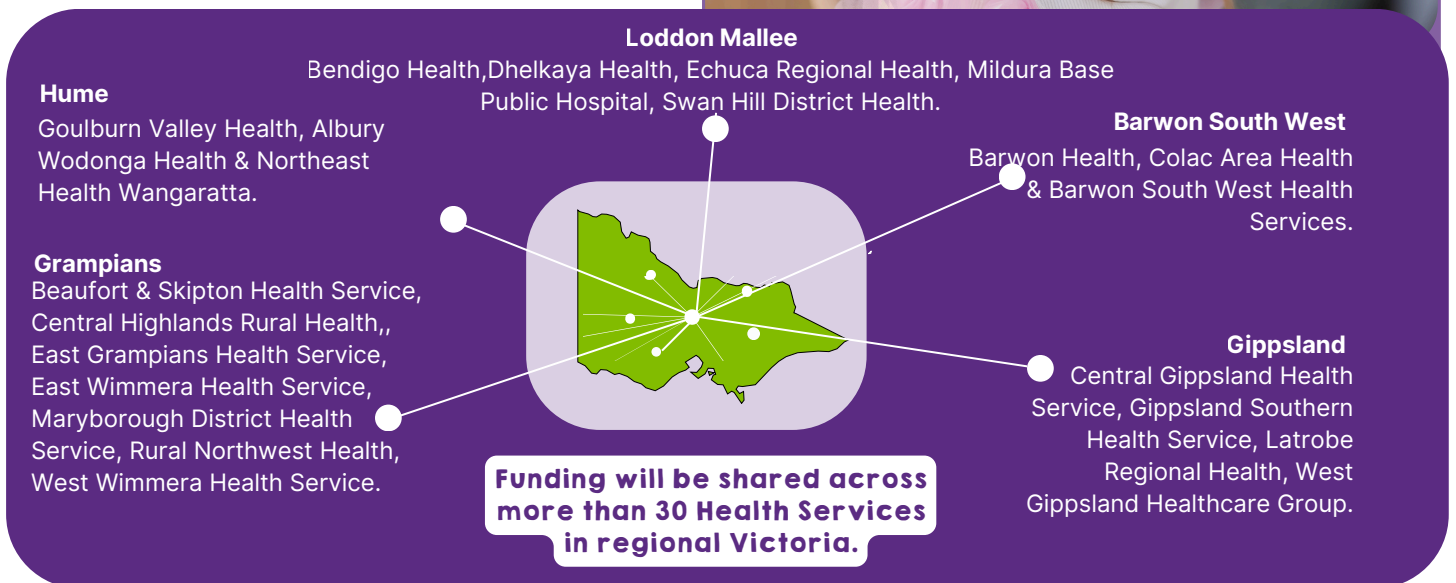 Loddon Mallee
Bendigo Health,Dhelkaya Health, Echuca Regional Health, Mildura Base
Public Hospital, Swan Hill District Health.
Hume
Goulburn Valley Health, Albury
Wodonga Health & Northeast
Health Wangaratta.
Barwon South West
Barwon Health, Colac Area Health
& Barwon South West Health
Services.
Grampians
Beaufort & Skipton Health Service,
Central Highlands Rural Health,,
East Grampians Health Service,
East Wimmera Health Service,
Maryborough District Health
Service, Rural Northwest Health,
West Wimmera Health Service.
Gippsland
Central Gippsland Health
Service, Gippsland Southern
Health Service, Latrobe
Regional Health, West
Gippsland Healthcare Group.
Funding will be shared across
more than 30 Health Services
in regional Victoria.